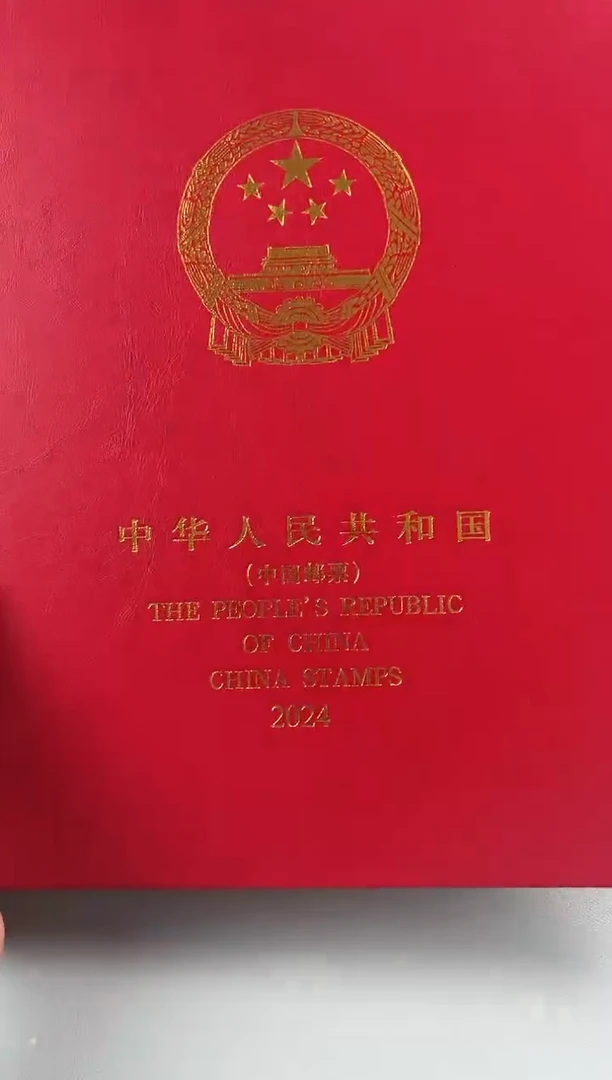 中华人民共和国
（中国邮票）
THE PEOPLE'S REPUBLIC
OF CHINA
CHINA STAMPS
2024